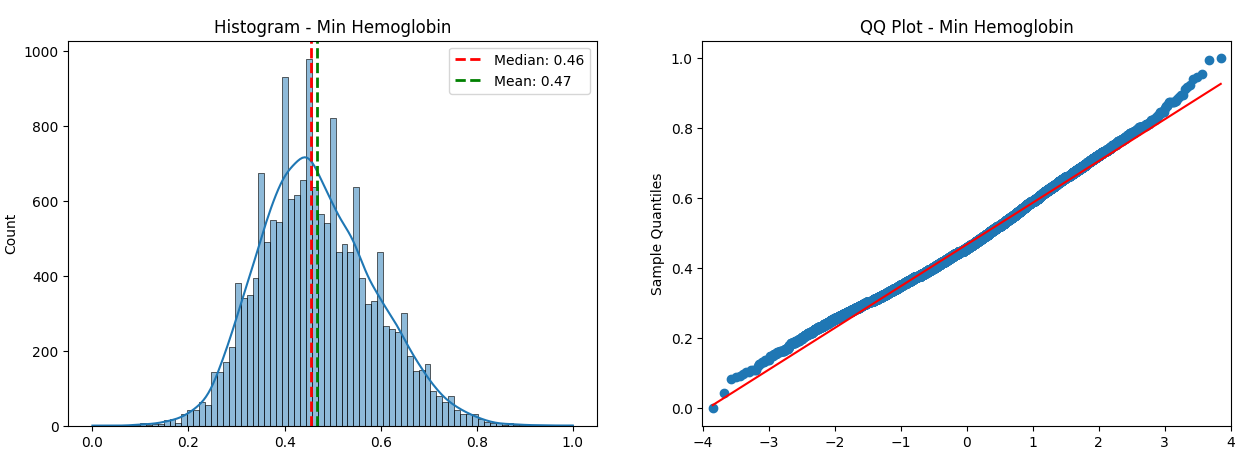 Histogram - Min Hemoglobin
1000
800
600
400
200
0
Count
0.0 0.2 0.4 0.6 0.8 1.0
Median: 0.46
Mean: 0.47
QQ Plot - Min Hemoglobin
1.0
0.8
0.6
0.4
0.2
0.0
Sample Quantiles
−4 −3 −2 −1 0 1 2 3 4